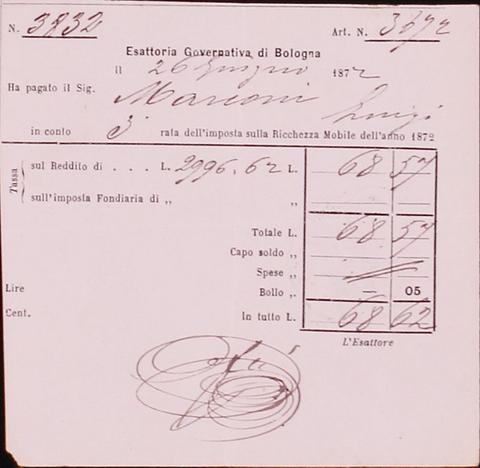 N. 3932 Art. N. 3672
Esattoria Governativa di Bologna
il 26 Giugno 1872
Ha pagato il Sig. Marconi Luigi
in conto 3 rata dell'imposta sulla Ricchezza Mobile dell'anno 1872
Tassa
sul Reddito di . . . L. 2996.62 L. 68 57
sull'imposta Fondiaria di „ „
Totale L. 68 57
Capo soldo „
Spese „
Lire Bollo „ — 05
Cent. In tutto L. 68 62
L'Esattore